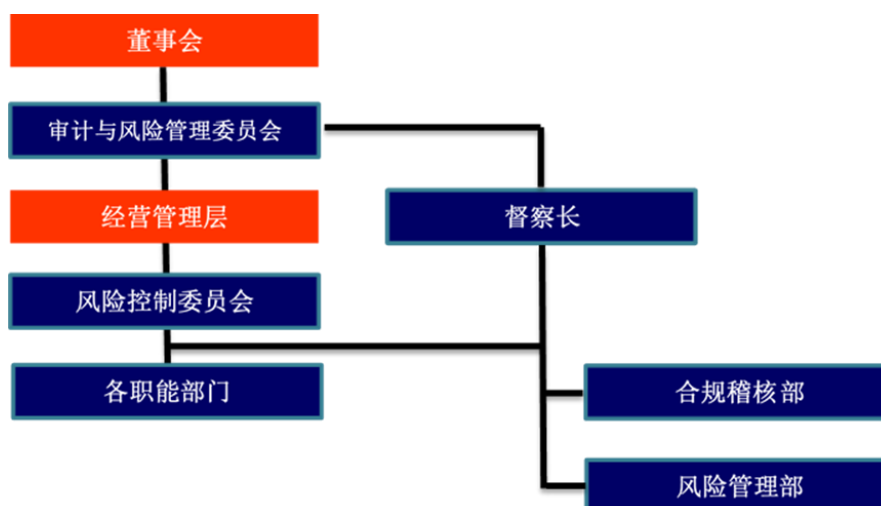 董事会
审计与风险管理委员会
经营管理层
督察长
风险控制委员会
各职能部门
合规稽核部
风险管理部